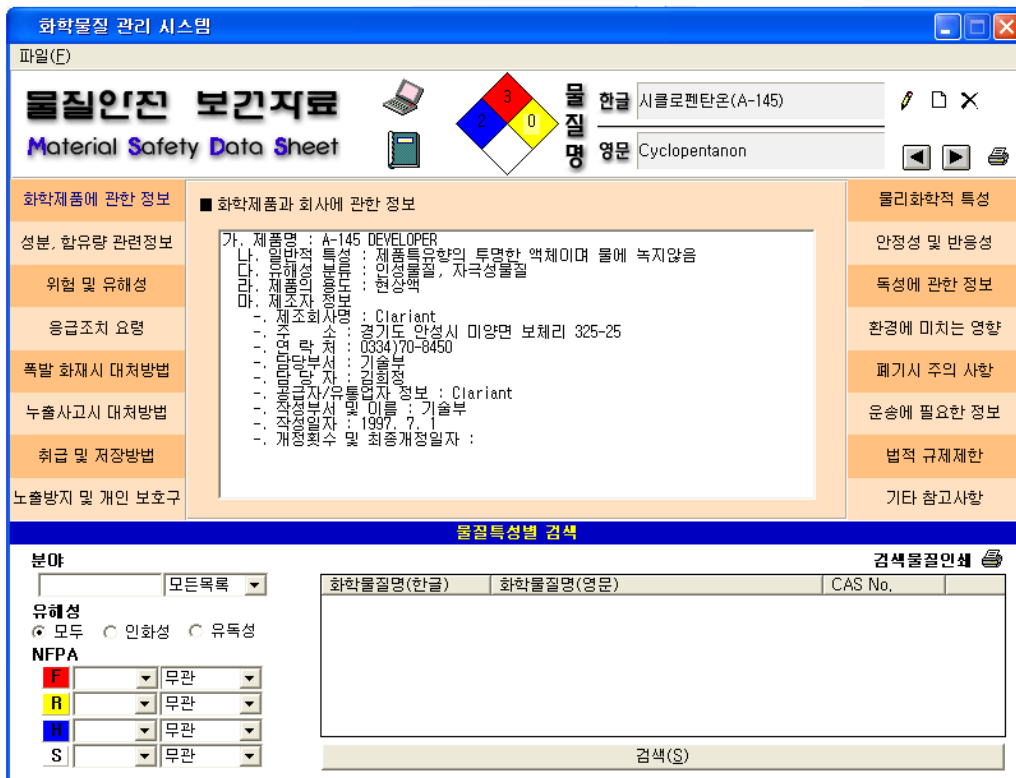 화학물질 관리 시스템
파일(F)
물질안전 보건자료
Material Safety Data Sheet
3
2
0
물질명
한글 시클로펜탄온(A-145)
영문 Cyclopentanon
화학제품에 관한 정보
성분, 함유량 관련정보
위험 및 유해성
응급조치 요령
폭발 화재시 대처방법
누출사고시 대처방법
취급 및 저장방법
노출방지 및 개인 보호구
■ 화학제품과 회사에 관한 정보
가. 제품명 : A-145 DEVELOPER
나. 일반적 특성 : 제품특유향의 투명한 액체이며 물에 녹지않음
다. 유해성 분류 : 인성물질, 자극성물질
라. 제품의 용도 : 현상액
마. 제조자 정보
-. 제조회사명 : Clariant
-. 주 소 : 경기도 안성시 미양면 보체리 325-25
-. 연 락 처 : 0334)70-8450
-. 담당부서 : 기술부
-. 담 당 자 : 김희정
-. 공급자/유통업자 정보 : Clariant
-. 작성부서 및 이름 : 기술부
-. 작성일자 : 1997. 7. 1
-. 개정횟수 및 최종개정일자 :
물리화학적 특성
안정성 및 반응성
독성에 관한 정보
환경에 미치는 영향
폐기시 주의 사항
운송에 필요한 정보
법적 규제제한
기타 참고사항
물질특성별 검색
분야
모든목록
유해성
모두 인화성 유독성
NFPA
F 무관
R 무관
H 무관
S 무관
검색물질인쇄
화학물질명(한글) 화학물질명(영문) CAS No.
검색(S)